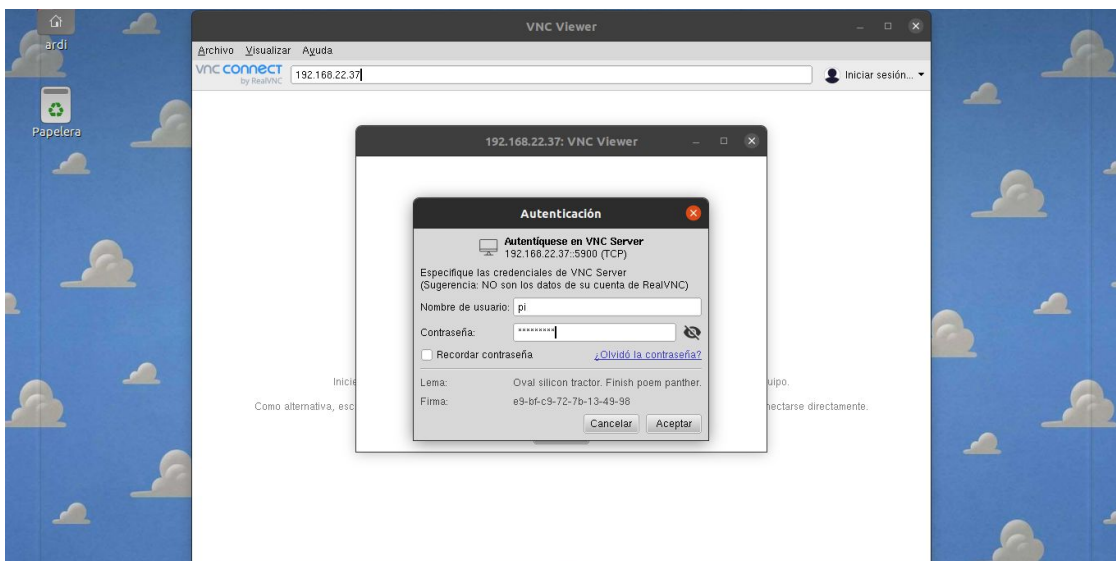 ardi
Papelera
VNC Viewer
Archivo Visualizar Ayuda
vnc connect
by RealVNC
192.168.22.37
Iniciar sesión...
192.168.22.37: VNC Viewer
Autenticación
Autentíquese en VNC Server
192.168.22.37::5900 (TCP)
Especifique las credenciales de VNC Server
(Sugerencia: NO son los datos de su cuenta de RealVNC)
Nombre de usuario: pi
Contraseña: *********
Recordar contraseña ¿Olvidó la contraseña?
Inicie
Lema: Oval silicon tractor. Finish poem panther.
uipo.
Como alternativa, esc
Firma: e9-bf-c9-72-7b-13-49-98
nectarse directamente.
Cancelar Aceptar